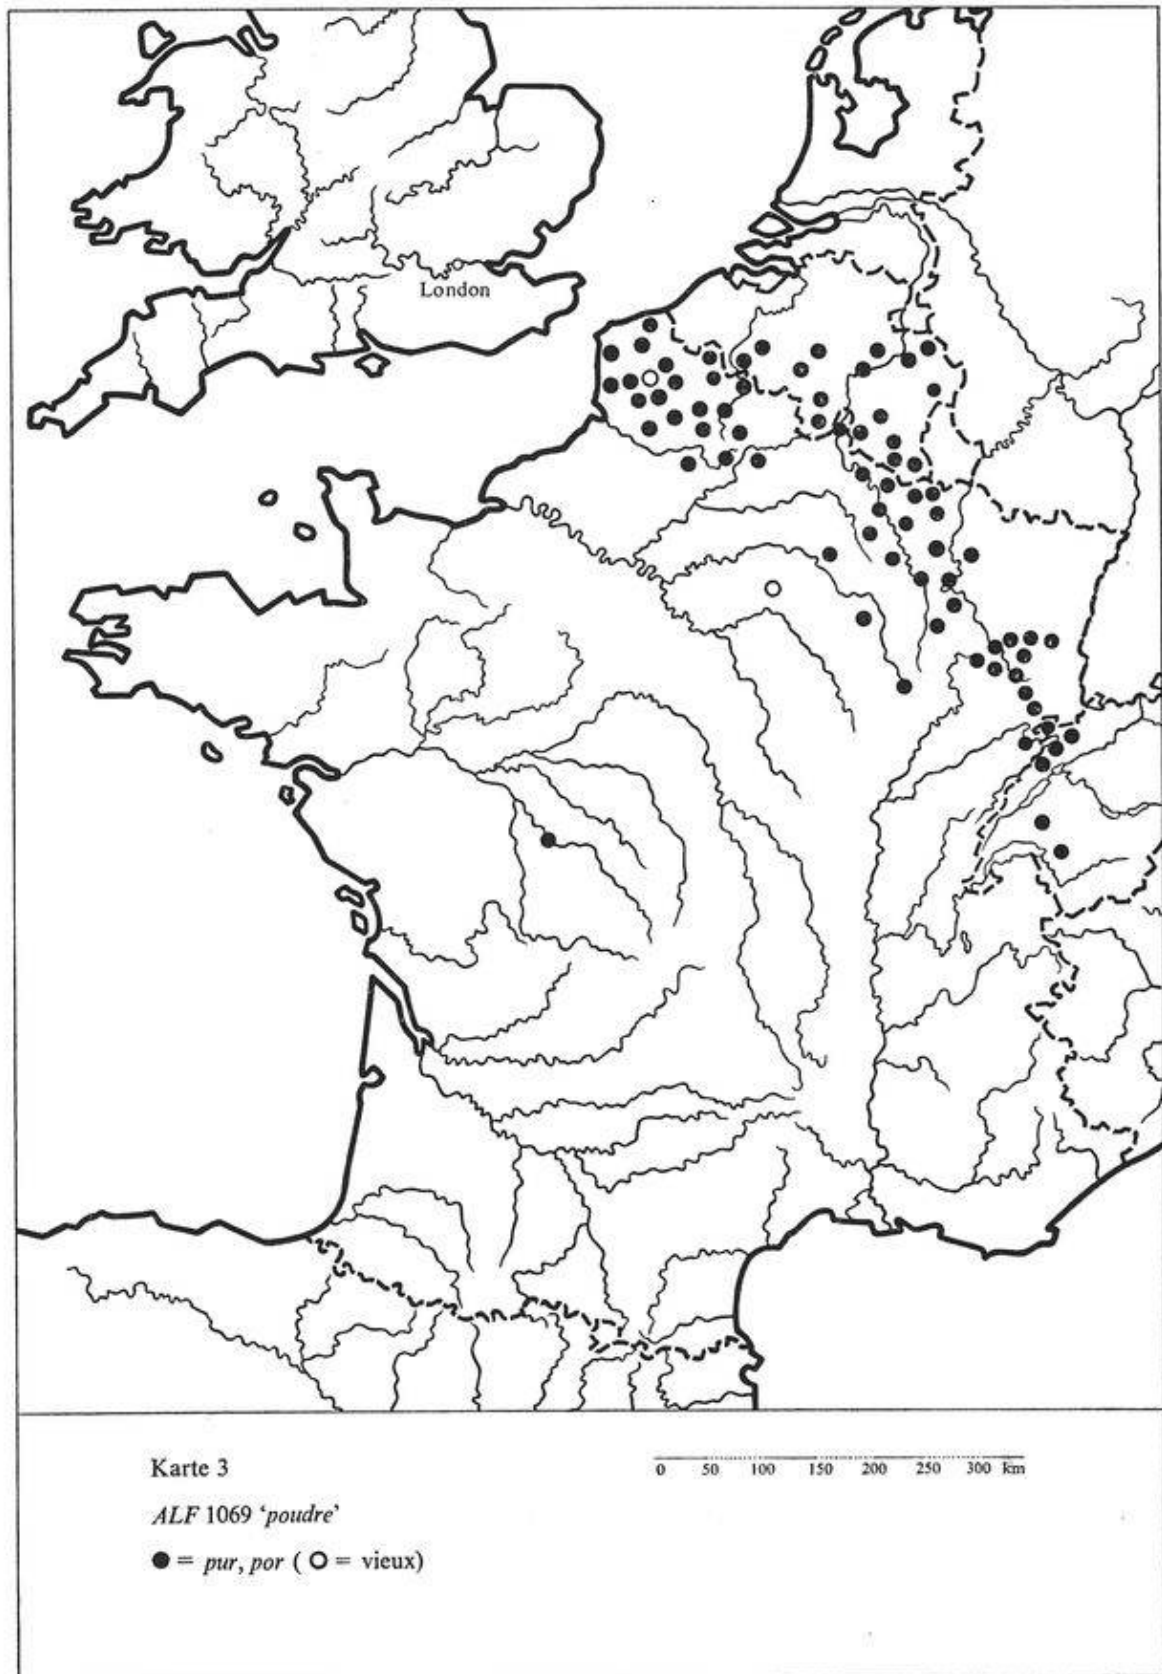 London
Karte 3
0 50 100 150 200 250 300 km
ALF 1069 ‘poudre’
● = pur, por ( O = vieux)